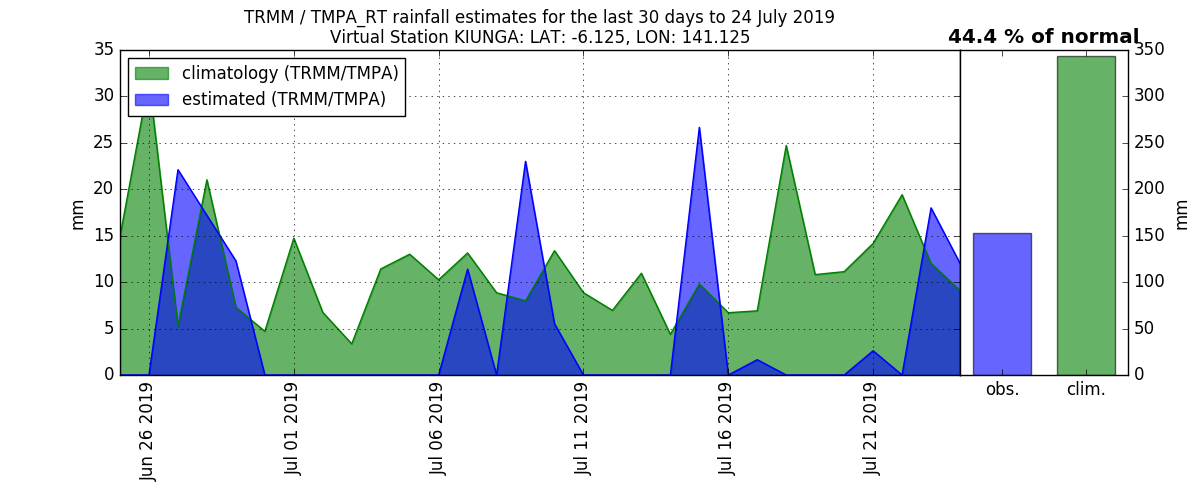 TRMM / TMPA_RT rainfall estimates for the last 30 days to 24 July 2019
Virtual Station KIUNGA: LAT: -6.125, LON: 141.125
44.4 % of normal
climatology (TRMM/TMPA)
estimated (TRMM/TMPA)
35
30
25
20
15
10
5
0
mm
Jun 26 2019
Jul 01 2019
Jul 06 2019
Jul 11 2019
Jul 16 2019
Jul 21 2019
obs.
clim.
350
300
250
200
150
100
50
0
mm